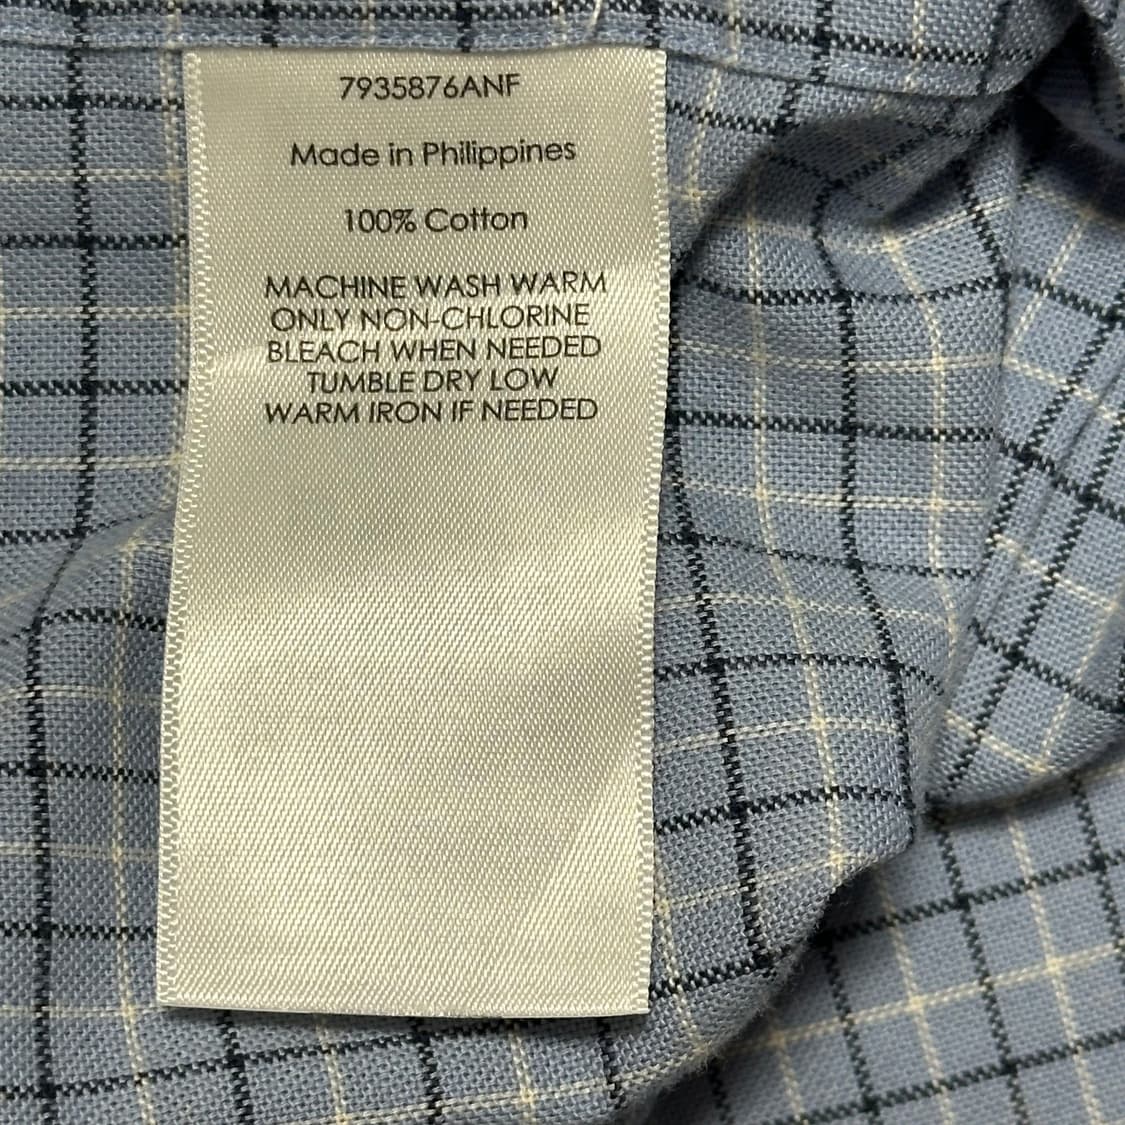 7935876ANF
Made in Philippines
100% Cotton
MACHINE WASH WARM
ONLY NON-CHLORINE
BLEACH WHEN NEEDED
TUMBLE DRY LOW
WARM IRON IF NEEDED